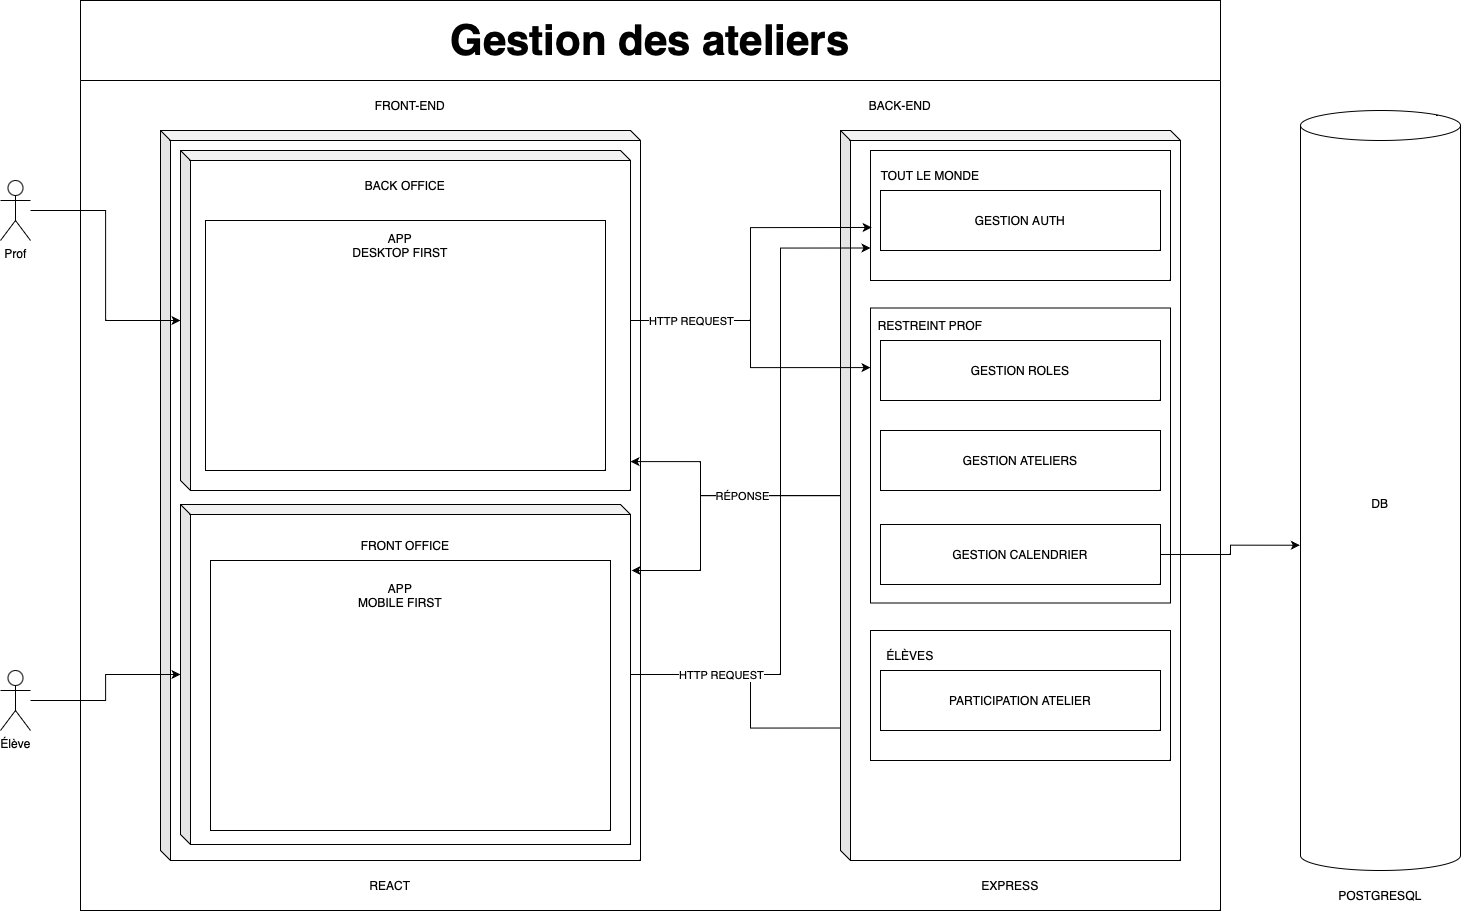 Gestion des ateliers
FRONT-END
BACK-END
Prof
Élève
BACK OFFICE
APP
DESKTOP FIRST
FRONT OFFICE
APP
MOBILE FIRST
REACT
HTTP REQUEST
RÉPONSE
HTTP REQUEST
TOUT LE MONDE
GESTION AUTH
RESTREINT PROF
GESTION ROLES
GESTION ATELIERS
GESTION CALENDRIER
ÉLÈVES
PARTICIPATION ATELIER
EXPRESS
DB
POSTGRESQL